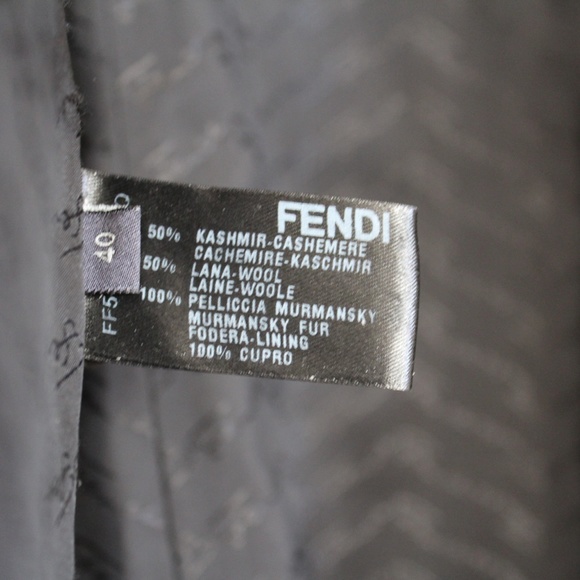 FENDI
50% KASHMIR-CASHEMERE
CACHEMIRE-KASCHMIR
50% LANA-WOOL
LAINE-WOOLE
100% PELLICCIA MURMANSKY
MURMANSKY FUR
FODERA-LINING
100% CUPRO
40
FF5